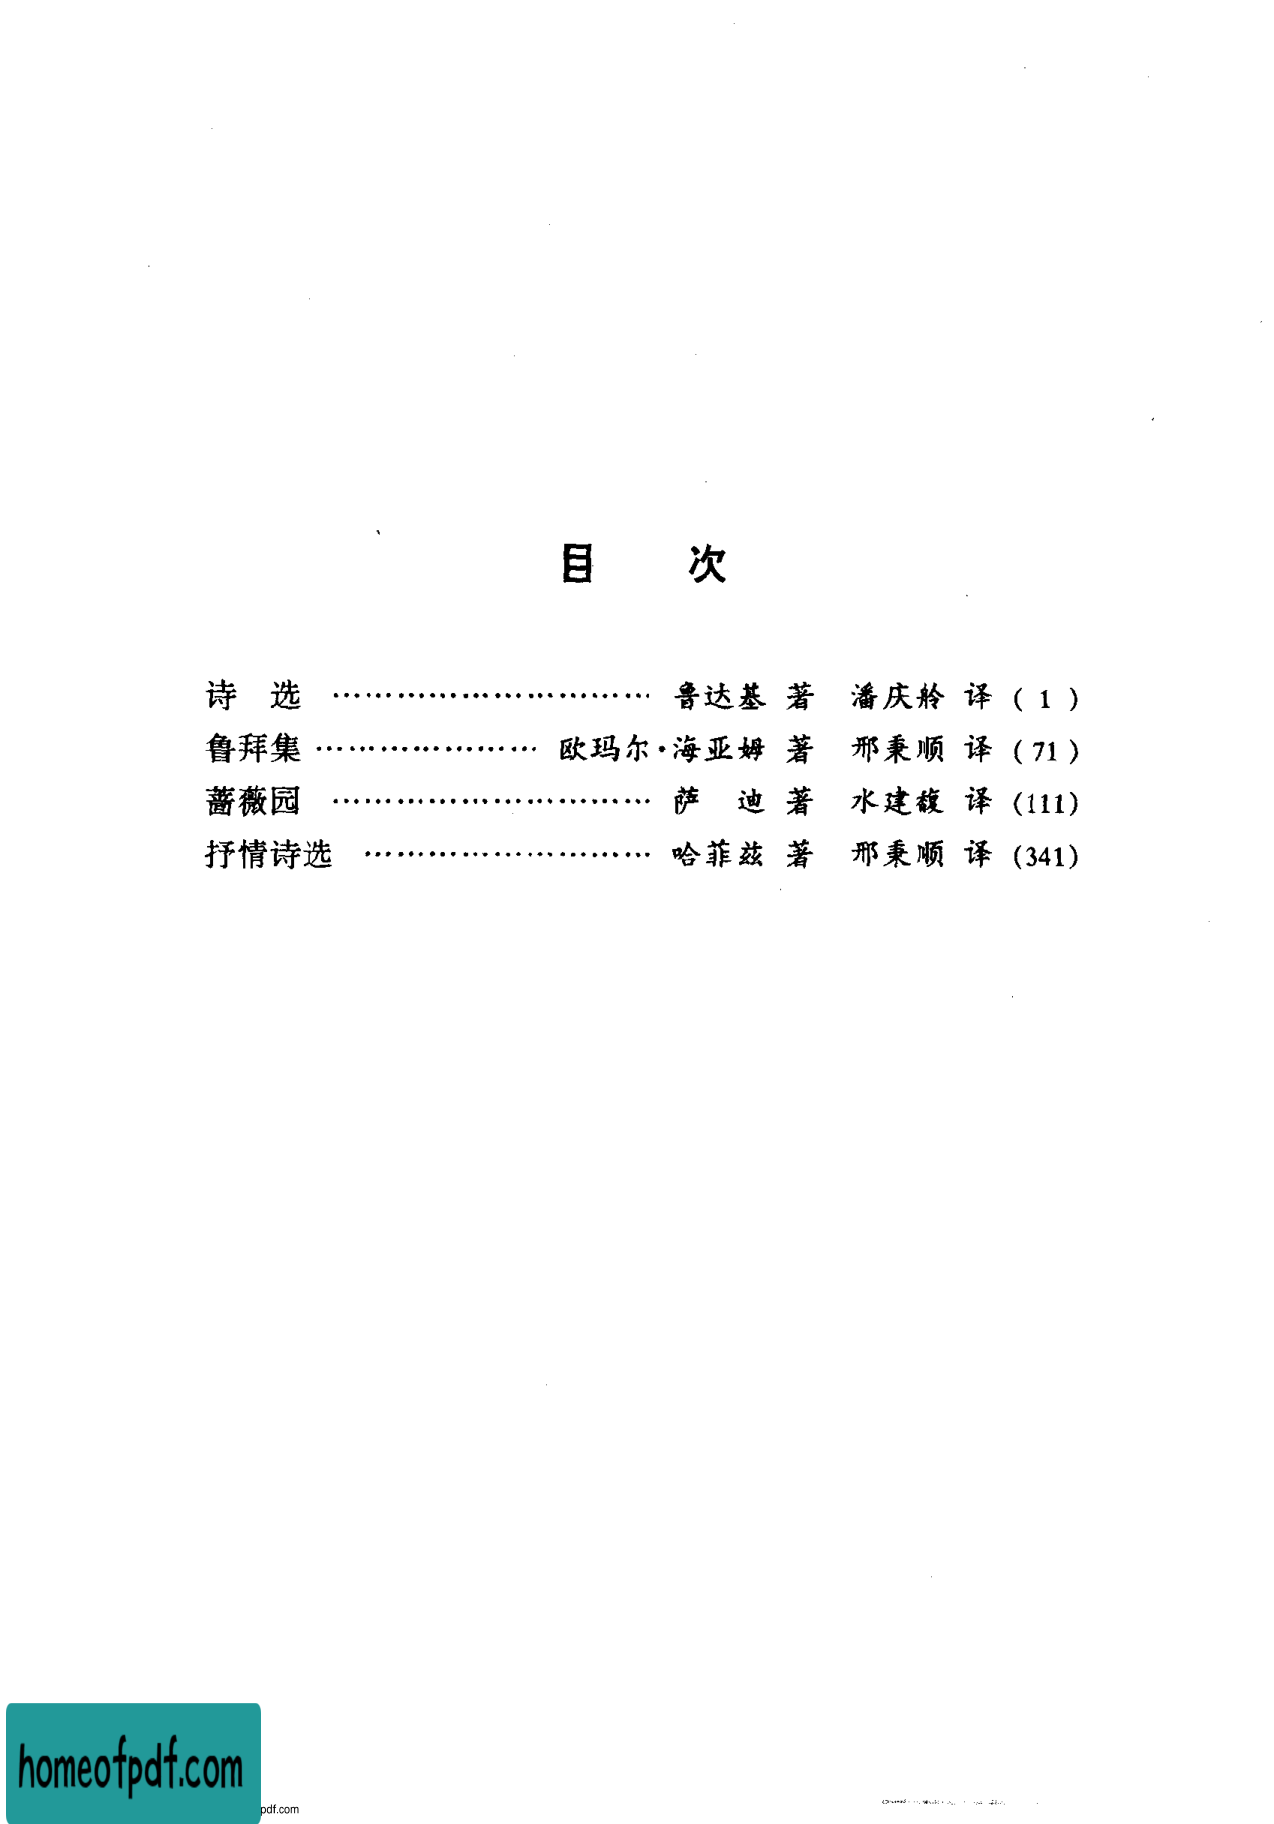 目 次
诗 选 ………………………… 鲁达基 著 潘庆舲 译 ( 1 )
鲁拜集 ………………… 欧玛尔·海亚姆 著 邢秉顺 译 ( 71 )
蔷薇园 ………………………… 萨 迪 著 水建馥 译 (111)
抒情诗选 ……………………… 哈菲兹 著 邢秉顺 译 (341)
homeofpdf.com
pdf.com